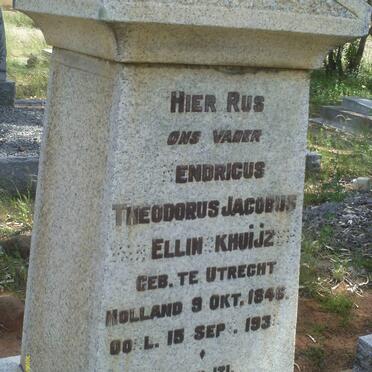 HIER RUS
ONS VADER
ENDRICUS
THEODORUS JACOBUS
ELLIN KHUIJZ
GEB. TE UTRECHT
HOLLAND 9 OKT. 1846
15 SEP. 193